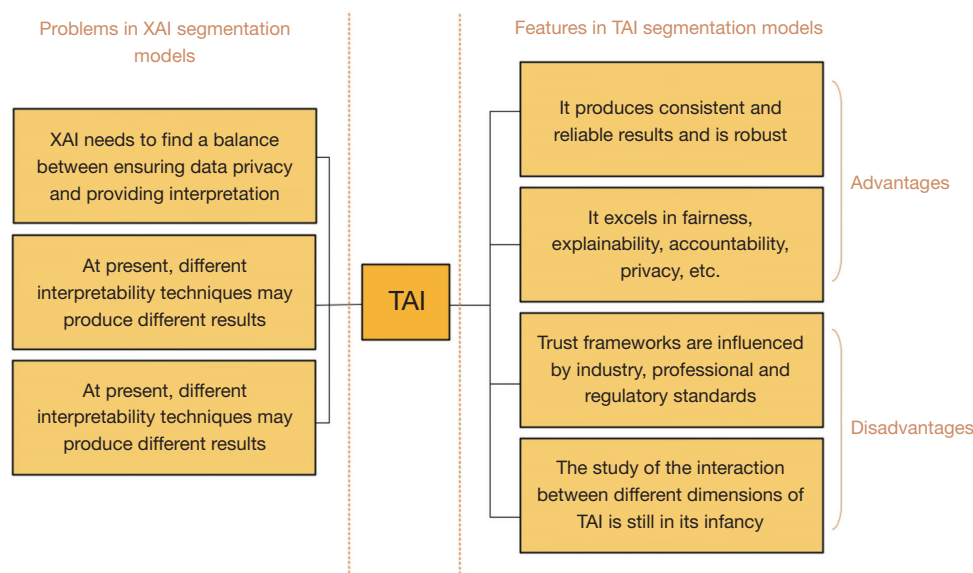 Problems in XAI segmentation
models
XAI needs to find a balance
between ensuring data privacy
and providing interpretation
At present, different
interpretability techniques may
produce different results
At present, different
interpretability techniques may
produce different results
TAI
Features in TAI segmentation models
It produces consistent and
reliable results and is robust
It excels in fairness,
explainability, accountability,
privacy, etc.
Advantages
Trust frameworks are influenced
by industry, professional and
regulatory standards
The study of the interaction
between different dimensions of
TAI is still in its infancy
Disadvantages